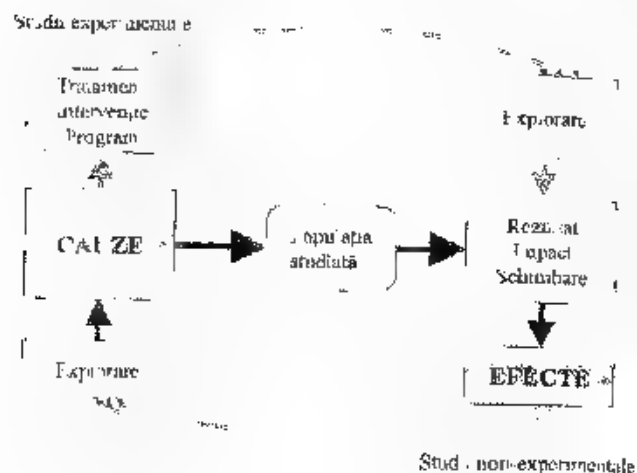 Studii experimentale
Tratament
Intervenție
Program
Explorare
CAUZE
Populația
studiată
Rezultat
Impact
Schimbare
Explorare
EFECTE
Studii non-experimentale